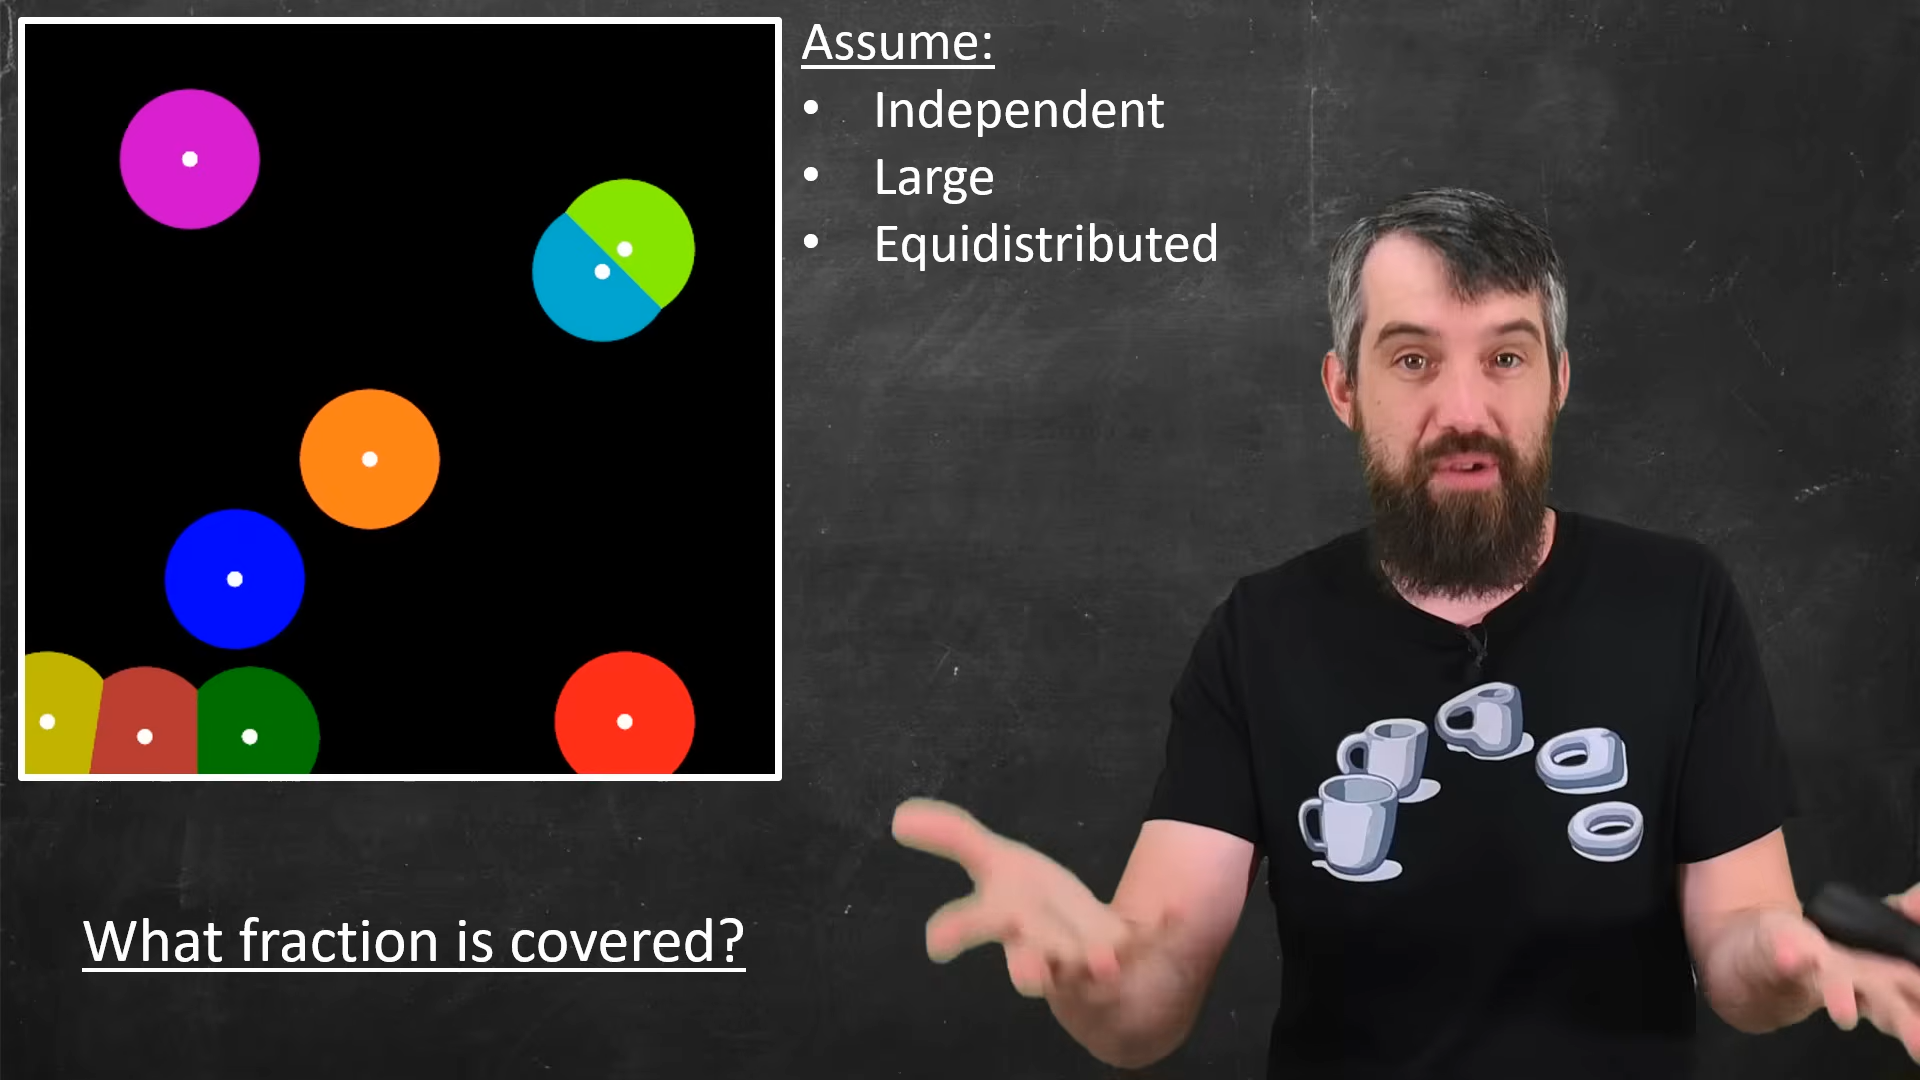 Assume:
• Independent
• Large
• Equidistributed
What fraction is covered?